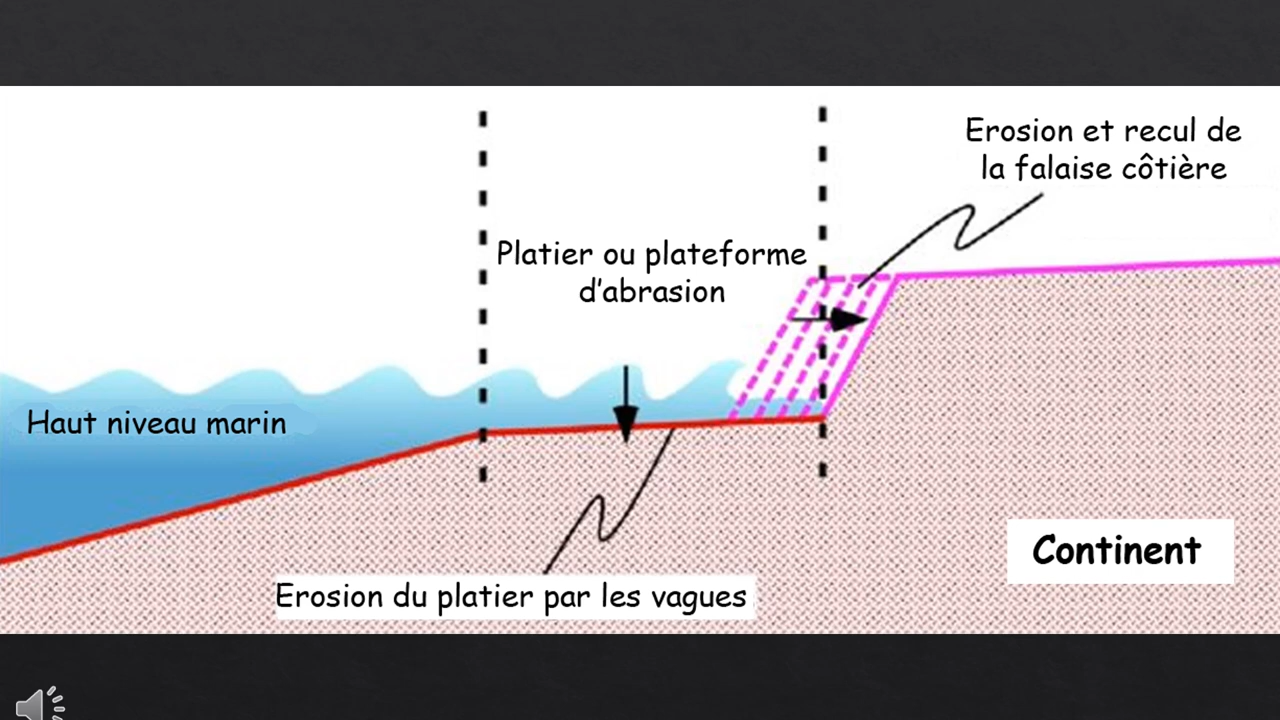 Erosion et recul de
la falaise côtière
Platier ou plateforme
d'abrasion
Haut niveau marin
Continent
Erosion du platier par les vagues